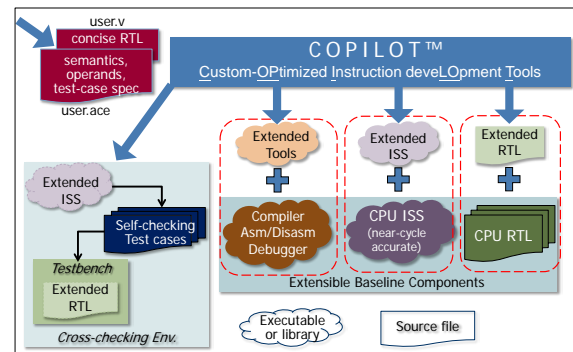 user.v
concise RTL
semantics,
operands,
test-case spec
user.ace
COPILOT™
Custom-OPtimized Instruction deveLOpment Tools
Extended
Tools
Extended
ISS
Extended
RTL
Compiler
Asm/Disasm
Debugger
CPU ISS
(near-cycle
accurate)
CPU RTL
Extensible Baseline Components
Extended
ISS
Self-checking
Test cases
Testbench
Extended
RTL
Cross-checking Env.
Executable
or library
Source file